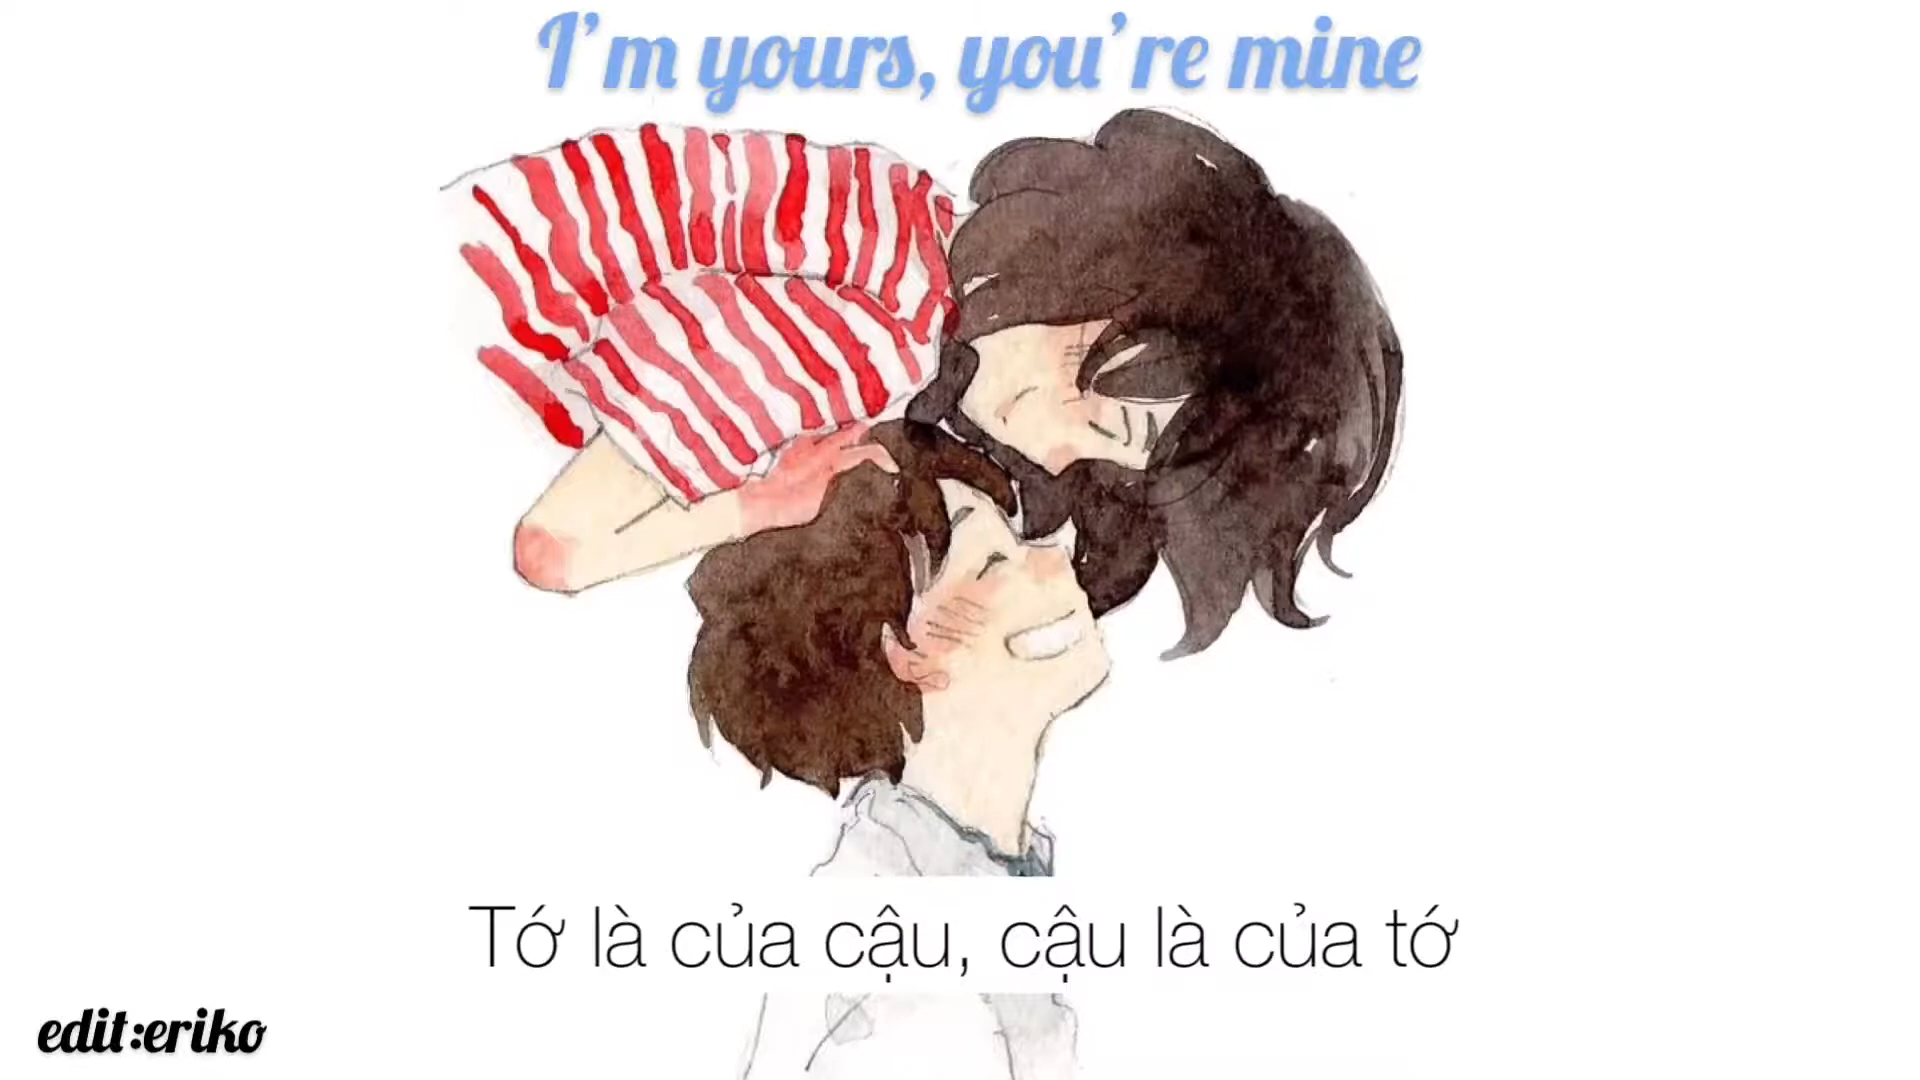 I’m yours, you’re mine
Tớ là của cậu, cậu là của tớ
edit:eriko